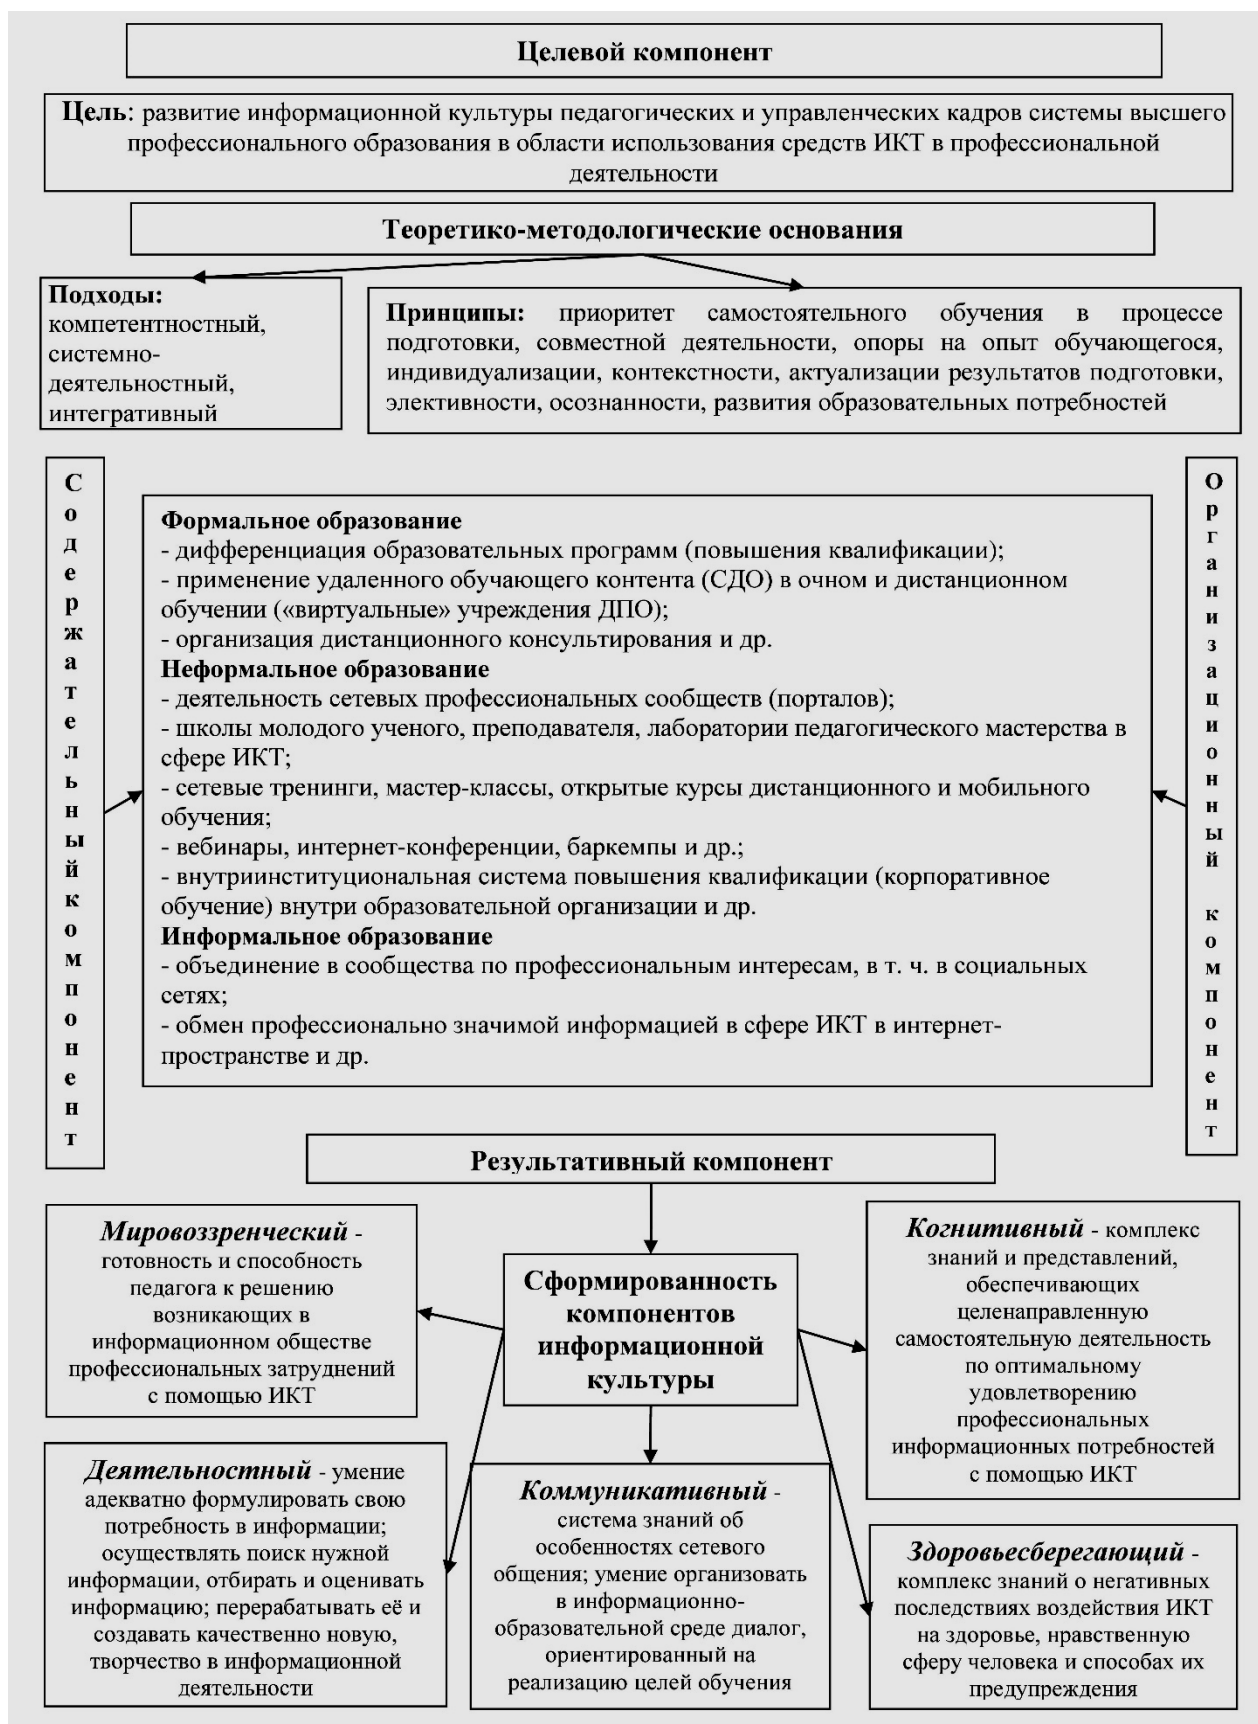 Целевой компонент
Цель: развитие информационной культуры педагогических и управленческих кадров системы высшего
профессионального образования в области использования средств ИКТ в профессиональной
деятельности
Теоретико-методологические основания
Подходы:
компетентностный,
системно-
деятельностный,
интегративный
Принципы: приоритет самостоятельного обучения в процессе
подготовки, совместной деятельности, опоры на опыт обучающегося,
индивидуализации, контекстности, актуализации результатов подготовки,
элективности, осознанности, развития образовательных потребностей
Содержательный компонент
Формальное образование
- дифференциация образовательных программ (повышения квалификации);
- применение удаленного обучающего контента (СДО) в очном и дистанционном
обучении («виртуальные» учреждения ДПО);
- организация дистанционного консультирования и др.
Неформальное образование
- деятельность сетевых профессиональных сообществ (порталов);
- школы молодого ученого, преподавателя, лаборатории педагогического мастерства в
сфере ИКТ;
- сетевые тренинги, мастер-классы, открытые курсы дистанционного и мобильного
обучения;
- вебинары, интернет-конференции, баркемпы и др.;
- внутриинституциональная система повышения квалификации (корпоративное
обучение) внутри образовательной организации и др.
Информальное образование
- объединение в сообщества по профессиональным интересам, в т. ч. в социальных
сетях;
- обмен профессионально значимой информацией в сфере ИКТ в интернет-
пространстве и др.
Организационный компонент
Результативный компонент
Мировоззренческий -
готовность и способность
педагога к решению
возникающих в
информационном обществе
профессиональных затруднений
с помощью ИКТ
Сформированность
компонентов
информационной
культуры
Когнитивный - комплекс
знаний и представлений,
обеспечивающих
целенаправленную
самостоятельную деятельность
по оптимальному
удовлетворению
профессиональных
информационных потребностей
с помощью ИКТ
Деятельностный - умение
адекватно формулировать свою
потребность в информации;
осуществлять поиск нужной
информации, отбирать и оценивать
информацию; перерабатывать её и
создавать качественно новую,
творчество в информационной
деятельности
Коммуникативный -
система знаний об
особенностях сетевого
общения; умение организовать
в информационно-
образовательной среде диалог,
ориентированный на
реализацию целей обучения
Здоровьесберегающий -
комплекс знаний о негативных
последствиях воздействия ИКТ
на здоровье, нравственную
сферу человека и способах их
предупреждения